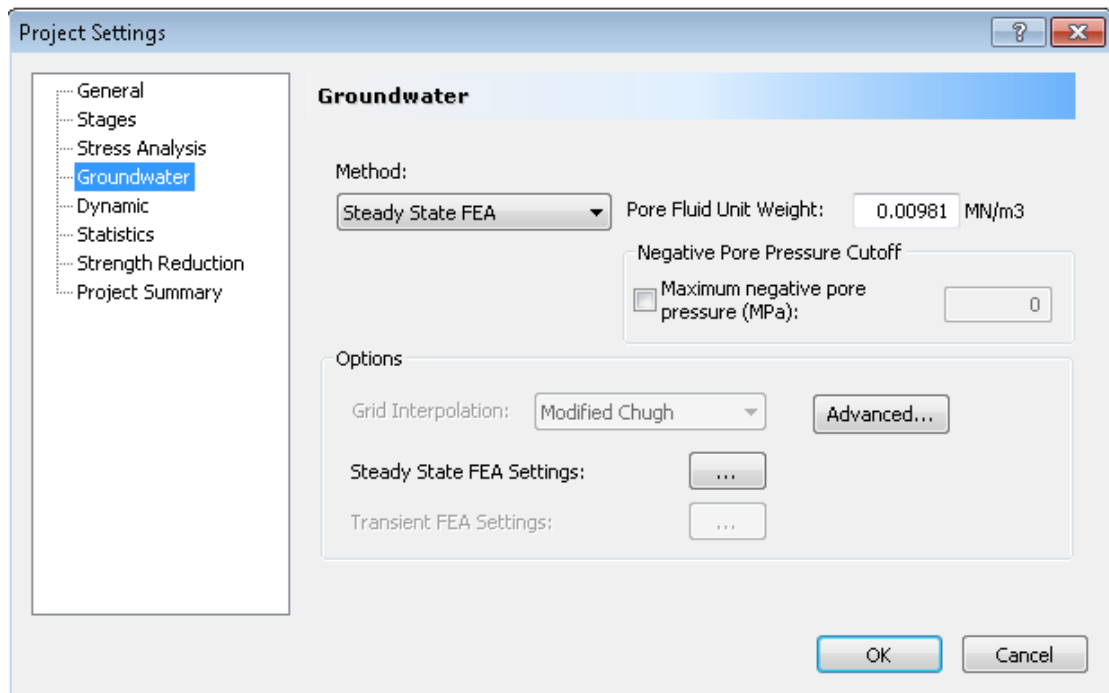 Project Settings
General
Stages
Stress Analysis
Groundwater
Dynamic
Statistics
Strength Reduction
Project Summary
Groundwater
Method:
Steady State FEA
Pore Fluid Unit Weight: 0.00981 MN/m3
Negative Pore Pressure Cutoff
Maximum negative pore
pressure (MPa): 0
Options
Grid Interpolation: Modified Chugh Advanced...
Steady State FEA Settings: ...
Transient FEA Settings: ...
OK Cancel